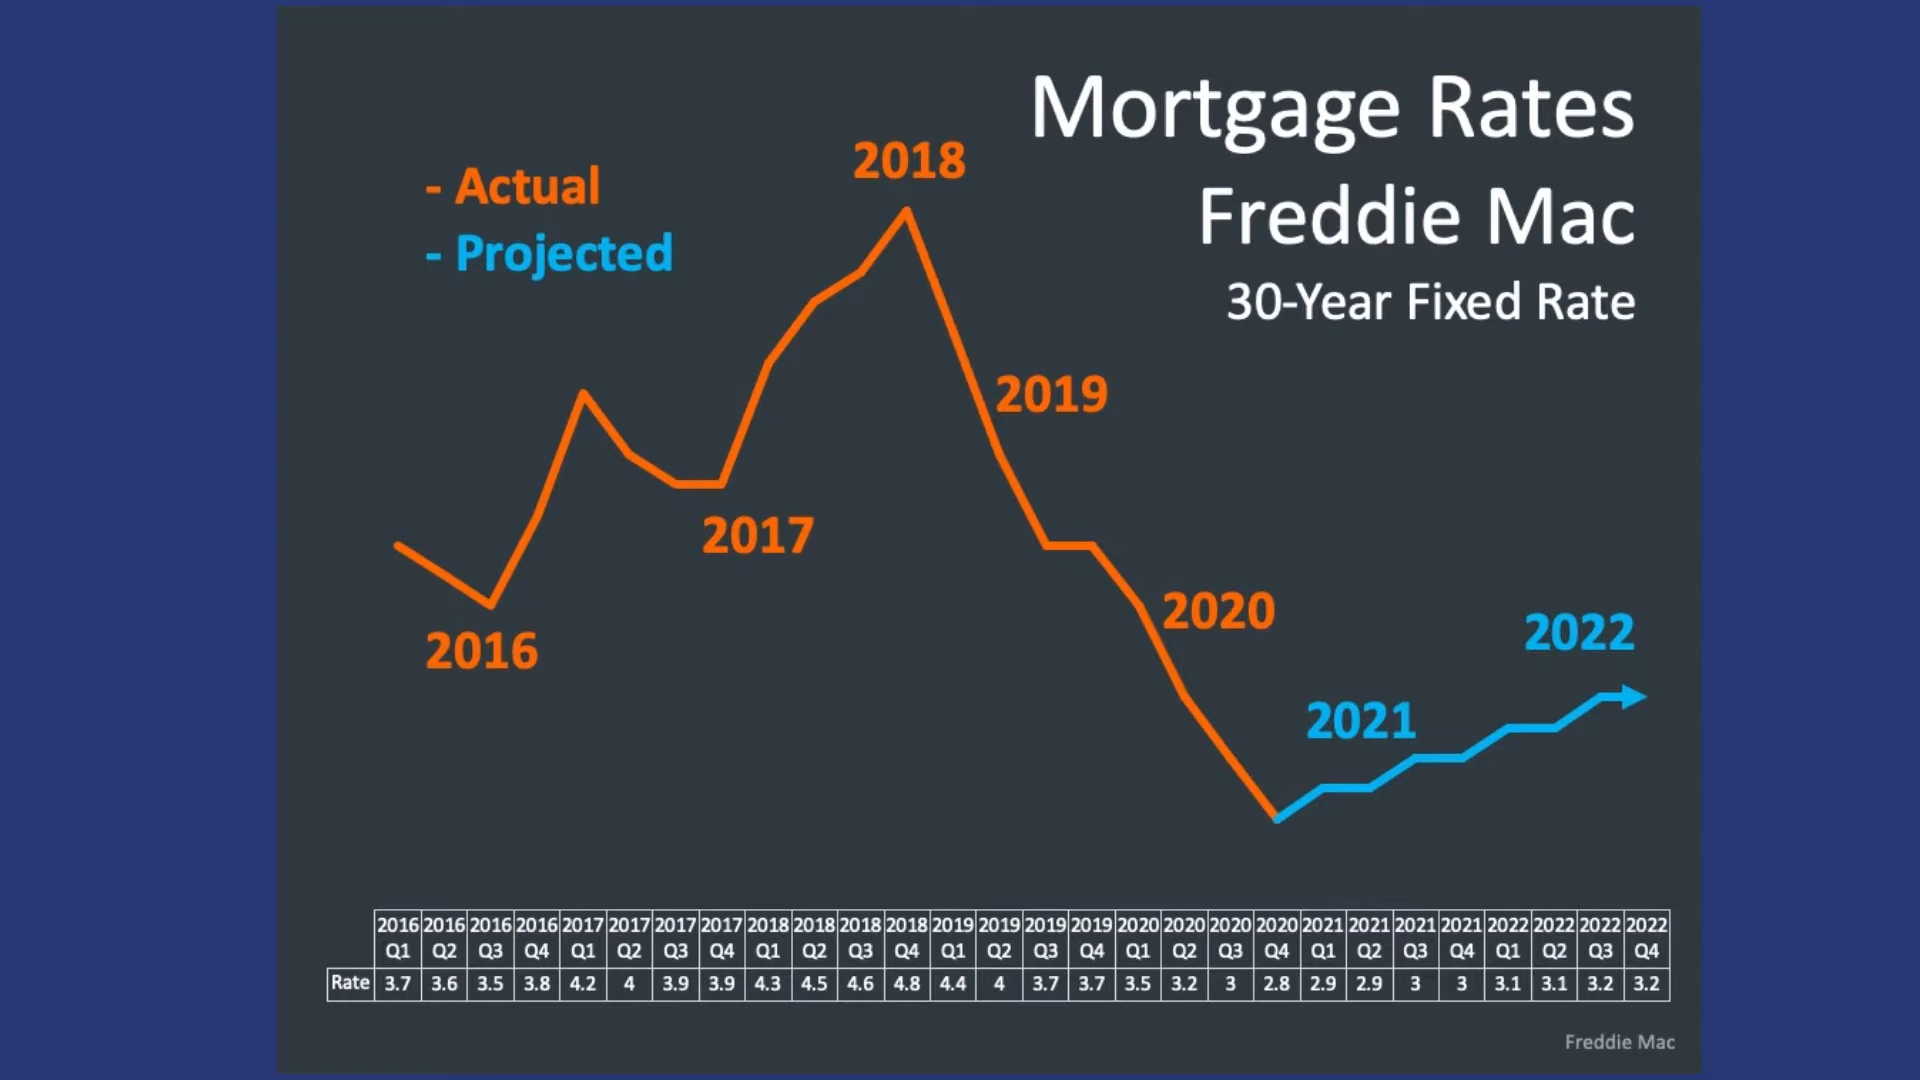 Mortgage Rates
Freddie Mac
30-Year Fixed Rate
- Actual
- Projected
2018
2019
2017
2020
2016
2022
2021
2016 2016 2016 2016 2017 2017 2017 2017 2018 2018 2018 2018 2019 2019 2019 2019 2020 2020 2020 2020 2021 2021 2021 2021 2022 2022 2022 2022
Q1 Q2 Q3 Q4 Q1 Q2 Q3 Q4 Q1 Q2 Q3 Q4 Q1 Q2 Q3 Q4 Q1 Q2 Q3 Q4 Q1 Q2 Q3 Q4 Q1 Q2 Q3 Q4
Rate 3.7 3.6 3.5 3.8 4.2 4 3.9 3.9 4.3 4.5 4.6 4.8 4.4 4 3.7 3.7 3.5 3.2 3 2.8 2.9 2.9 3 3 3.1 3.1 3.2 3.2
Freddie Mac